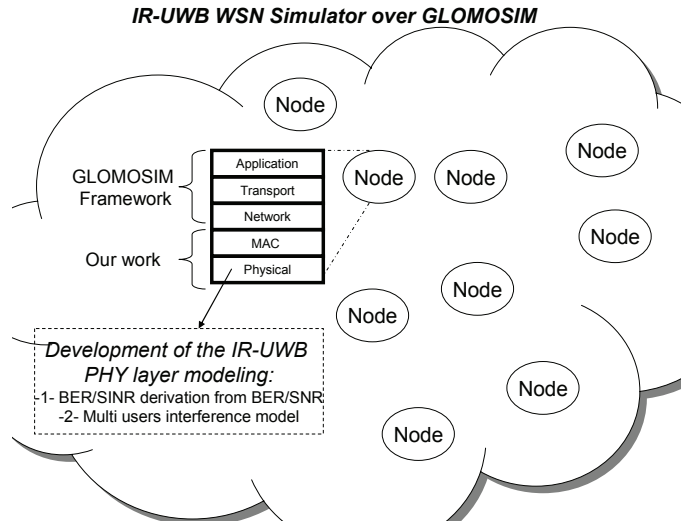 IR-UWB WSN Simulator over GLOMOSIM
Node
Node
Node
Node
Node
Node
Node
Node
Node
GLOMOSIM
Framework
Our work
Application
Transport
Network
MAC
Physical
Development of the IR-UWB
PHY layer modeling:
-1- BER/SINR derivation from BER/SNR
-2- Multi users interference model